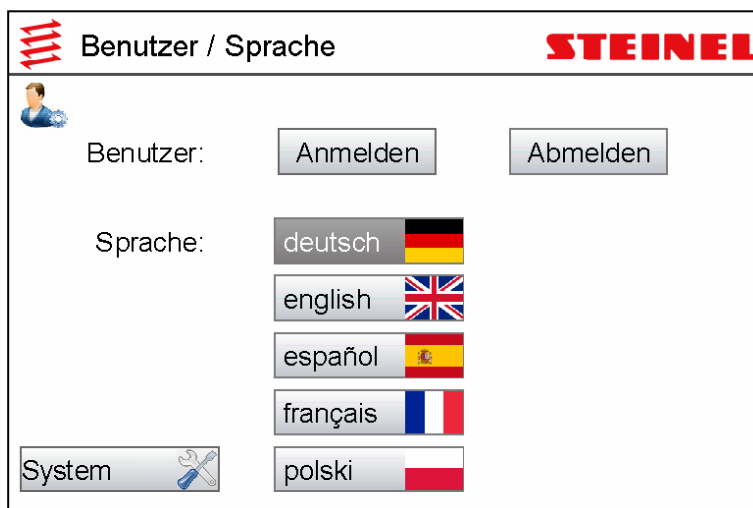 Benutzer / Sprache
STEINEL
Benutzer:
Anmelden
Abmelden
Sprache:
deutsch
english
español
français
System
polski